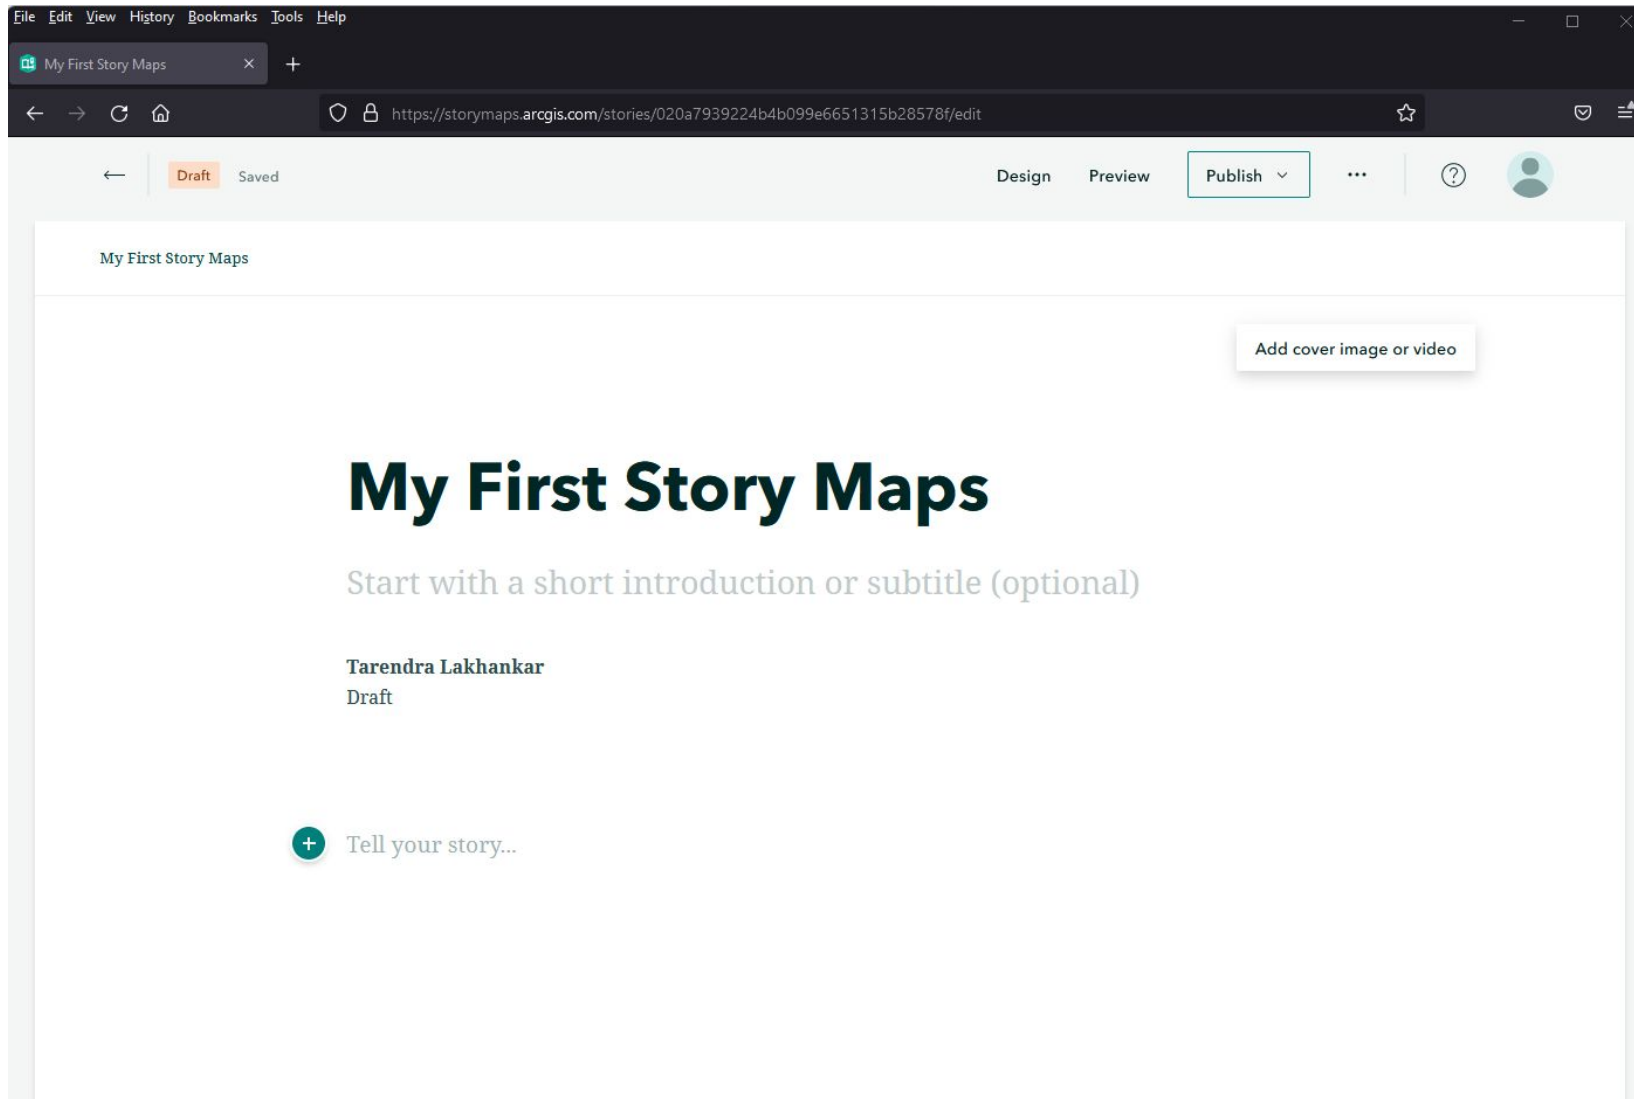 File Edit View History Bookmarks Tools Help
My First Story Maps
https://storymaps.arcgis.com/stories/020a7939224b4b099e6651315b28578f/edit
Draft Saved Design Preview Publish
My First Story Maps
Add cover image or video
My First Story Maps
Start with a short introduction or subtitle (optional)
Tarendra Lakhankar
Draft
Tell your story...